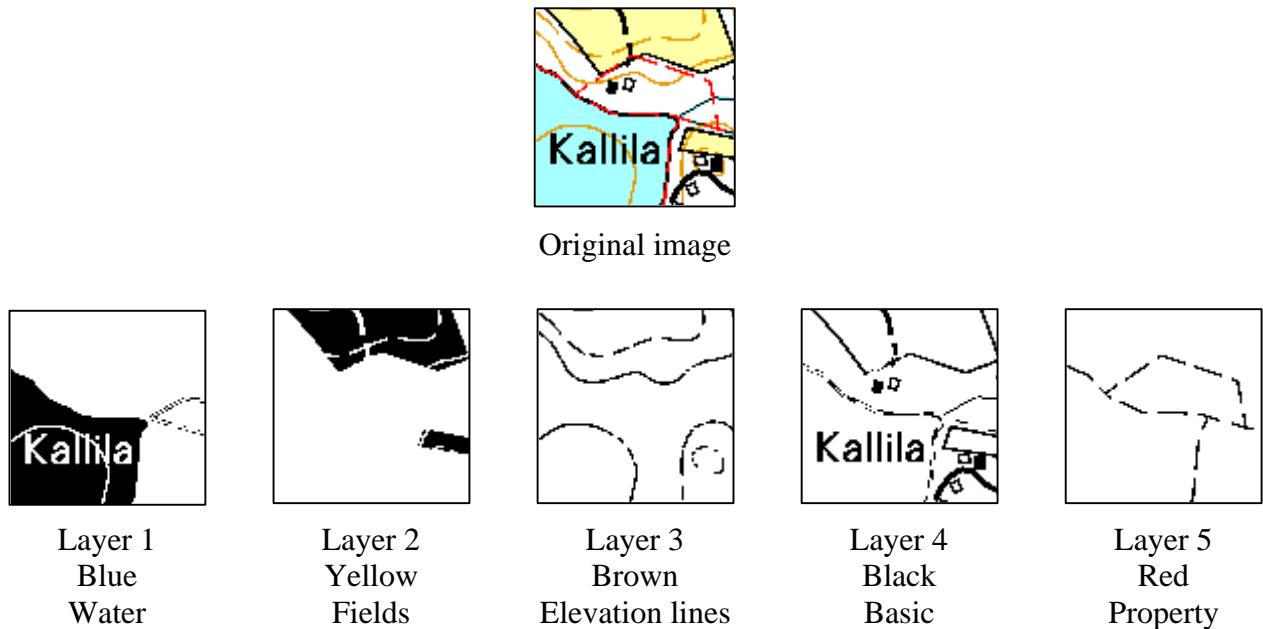 Kallila
Original image
Kallila
Kallila
Layer 1
Blue
Water
Layer 2
Yellow
Fields
Layer 3
Brown
Elevation lines
Layer 4
Black
Basic
Layer 5
Red
Property